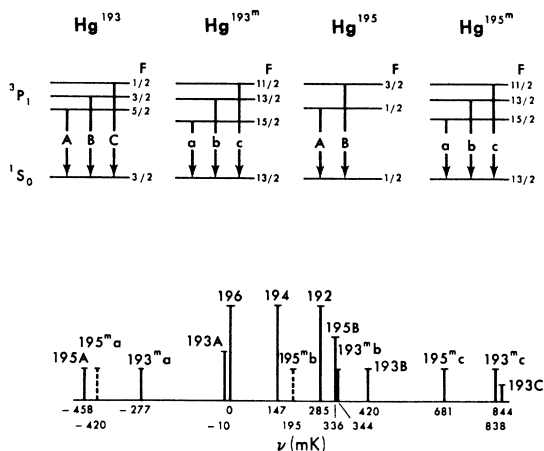 Hg193 Hg193m Hg195 Hg195m
F F F F
1/2 11/2 3/2 11/2
3P1 3/2 13/2 13/2
5/2 15/2 1/2 15/2
A B C a b c A B a b c
1S0 3/2 13/2 1/2 13/2
196 194 192
195A 195ma 193ma 193A 195mb 195B 193mb 193B 195mc 193mc 193C
-458 -277 0 147 285 420 681 844
-420 -10 195 336 344 838
ν (mK)